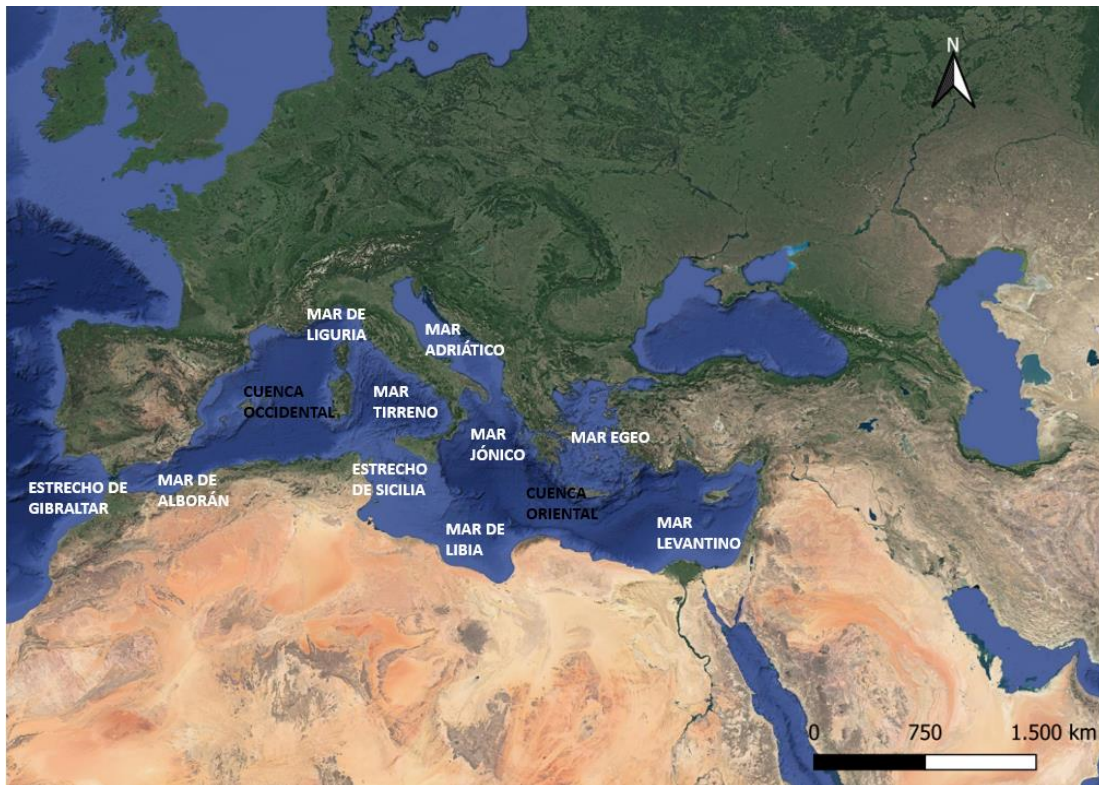 N
MAR DE
LIGURIA
MAR
ADRIÁTICO
CUENCA
OCCIDENTAL
MAR
TIRRENO
MAR
JÓNICO
MAR EGEO
ESTRECHO DE
GIBRALTAR
MAR DE
ALBORÁN
ESTRECHO
DE SICILIA
CUENCA
ORIENTAL
MAR DE
LIBIA
MAR
LEVANTINO
0 750 1.500 km